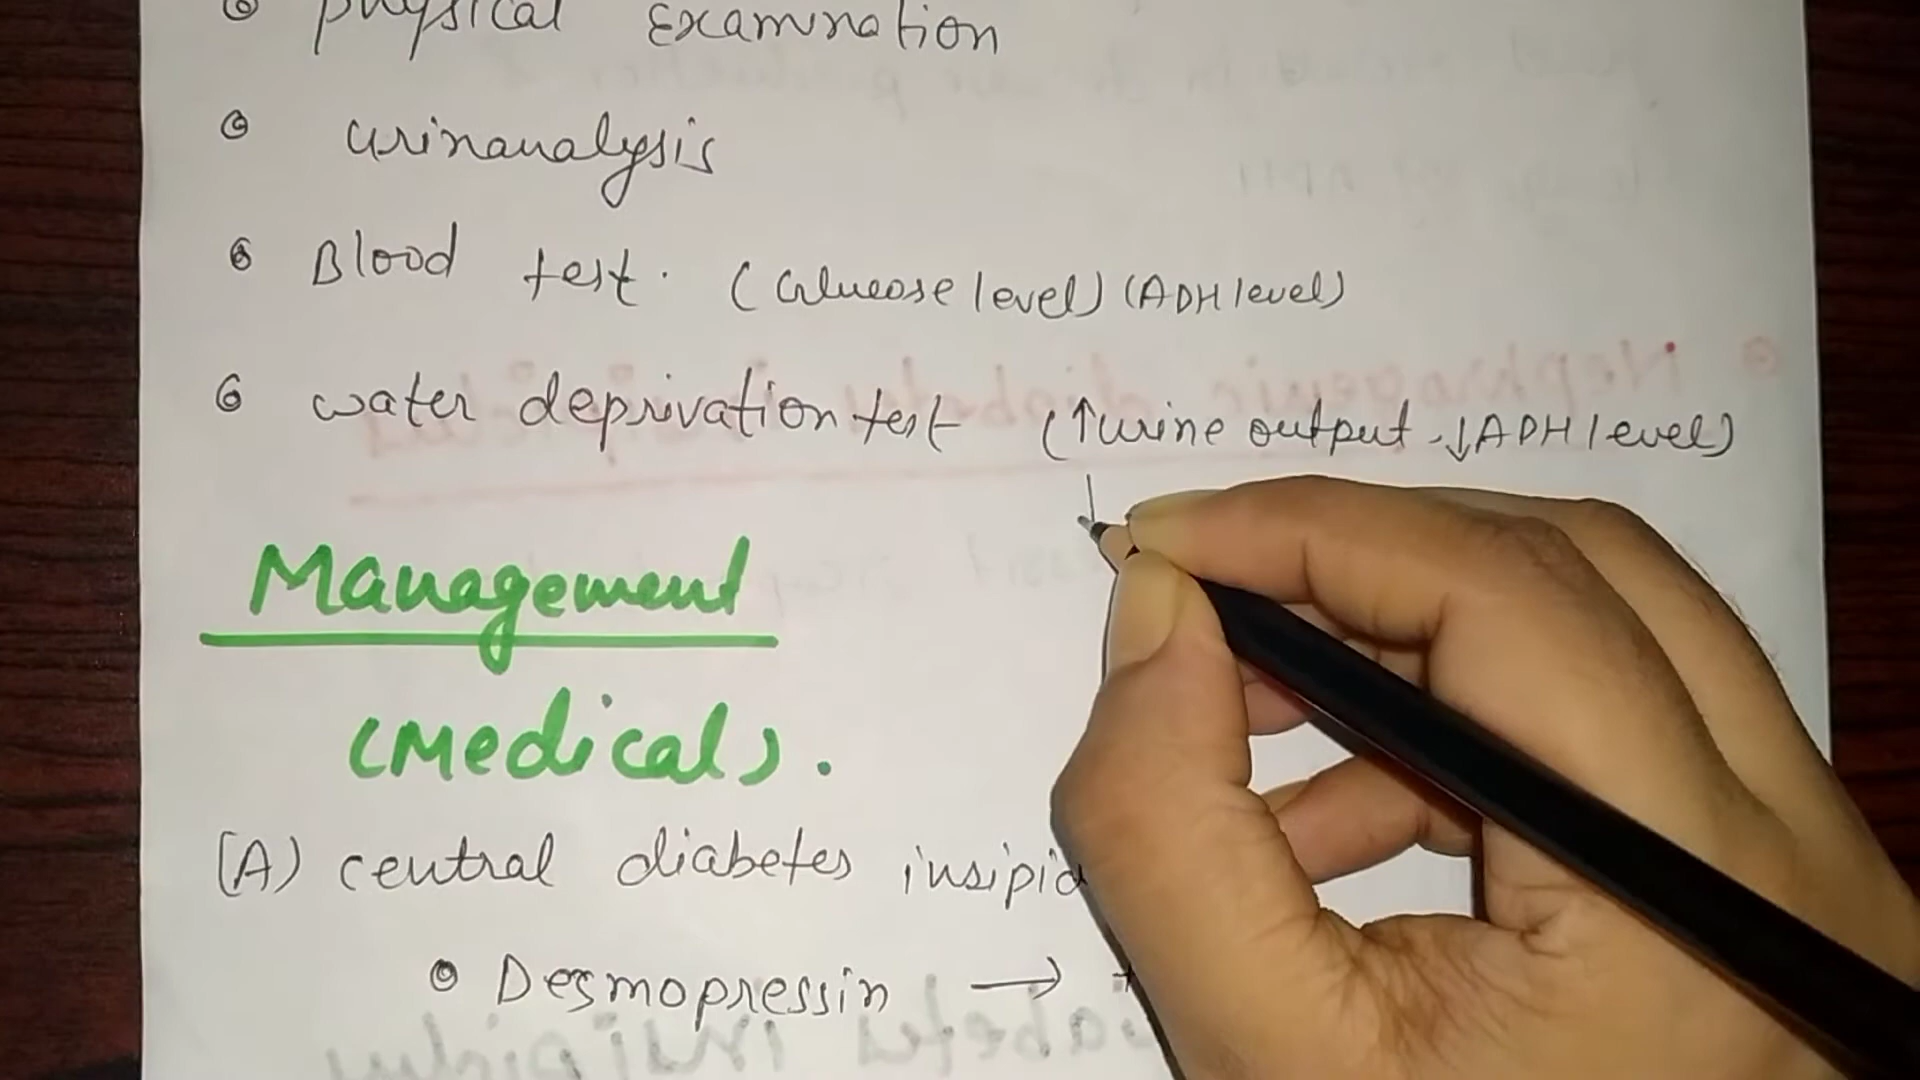 Physical Examination
urinanalysis
Blood test. (Glucose level) (ADH level)
water deprivation test (↑urine output ↓ADH level)
Management
(Medical).
(A) central diabetes insipid
Desmopressin →